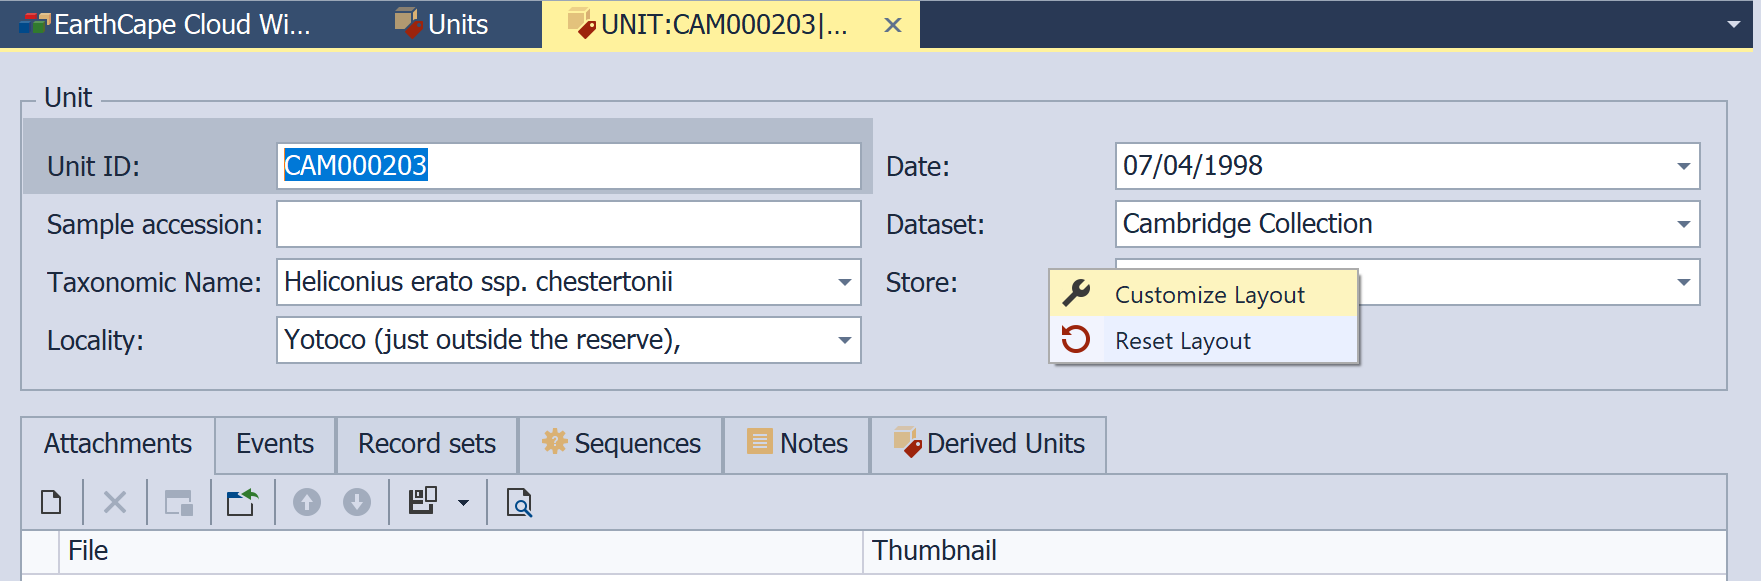 EarthCape Cloud Wi...
Units
UNIT:CAM000203|...
Unit
Unit ID:
CAM000203
Date:
07/04/1998
Sample accession:
Dataset:
Cambridge Collection
Taxonomic Name:
Heliconius erato ssp. chestertonii
Store:
Customize Layout
Locality:
Yotoco (just outside the reserve),
Reset Layout
Attachments
Events
Record sets
Sequences
Notes
Derived Units
File
Thumbnail